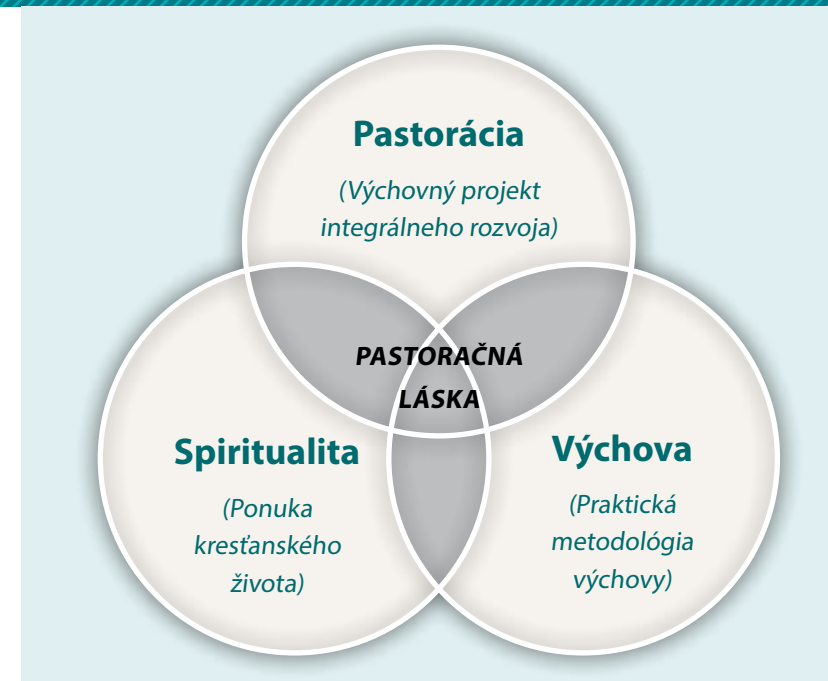 Pastorácia
(Výchovný projekt
integrálneho rozvoja)
PASTORAČNÁ
LÁSKA
Spiritualita
(Ponuka
kresťanského
života)
Výchova
(Praktická
metodológia
výchovy)